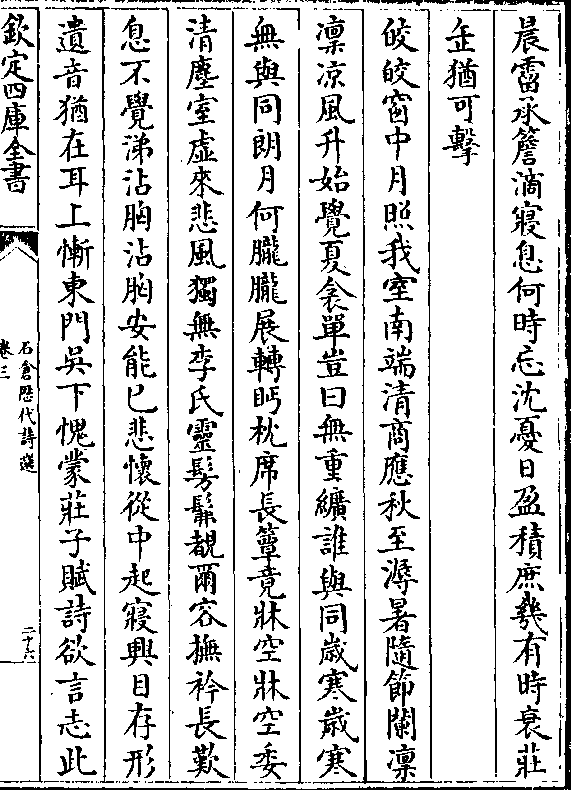 晨霤承簷滴寢息何時忘沈憂日盈積庶幾有時衰莊
缶猶可擊
皎皎窗中月照我室南端清商應秋至溽暑隨節闌凜
凜凉風升始覺夏衾單豈曰無重纊誰與同歲寒歲寒
無與同朗月何朧朧展轉眄枕席長簟竟牀空牀空委
清塵室虛來悲風獨無李氏靈髣髴覩爾容撫衿長歎
息不覺涕沾胸沾胸安能已悲懷從中起寢興目存形
遺音猶在耳上慚東門吳下愧蒙莊子賦詩欲言志此
欽定四庫全書
石倉歷代詩選
卷三
二十六